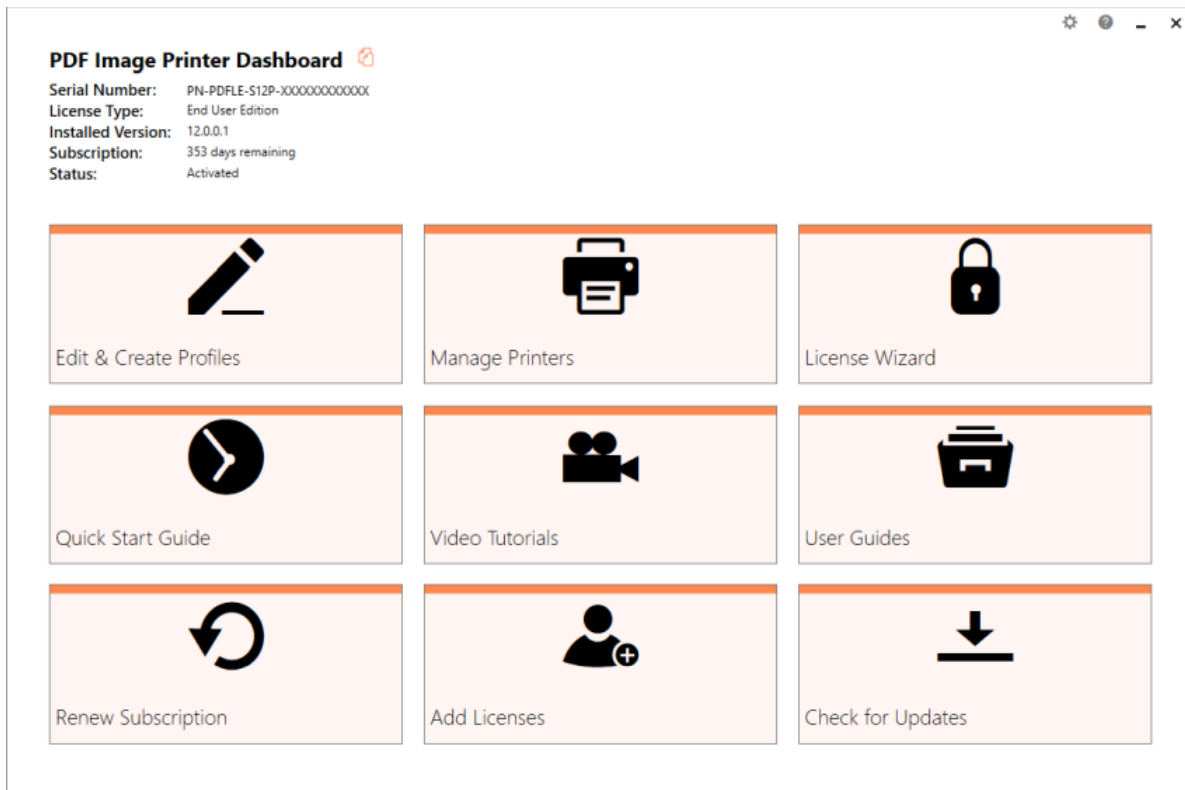 PDF Image Printer Dashboard
Serial Number: PN-PDFLE-S12P-XXXXXXXXXXXX
License Type: End User Edition
Installed Version: 12.0.0.1
Subscription: 353 days remaining
Status: Activated
Edit & Create Profiles
Manage Printers
License Wizard
Quick Start Guide
Video Tutorials
User Guides
Renew Subscription
Add Licenses
Check for Updates